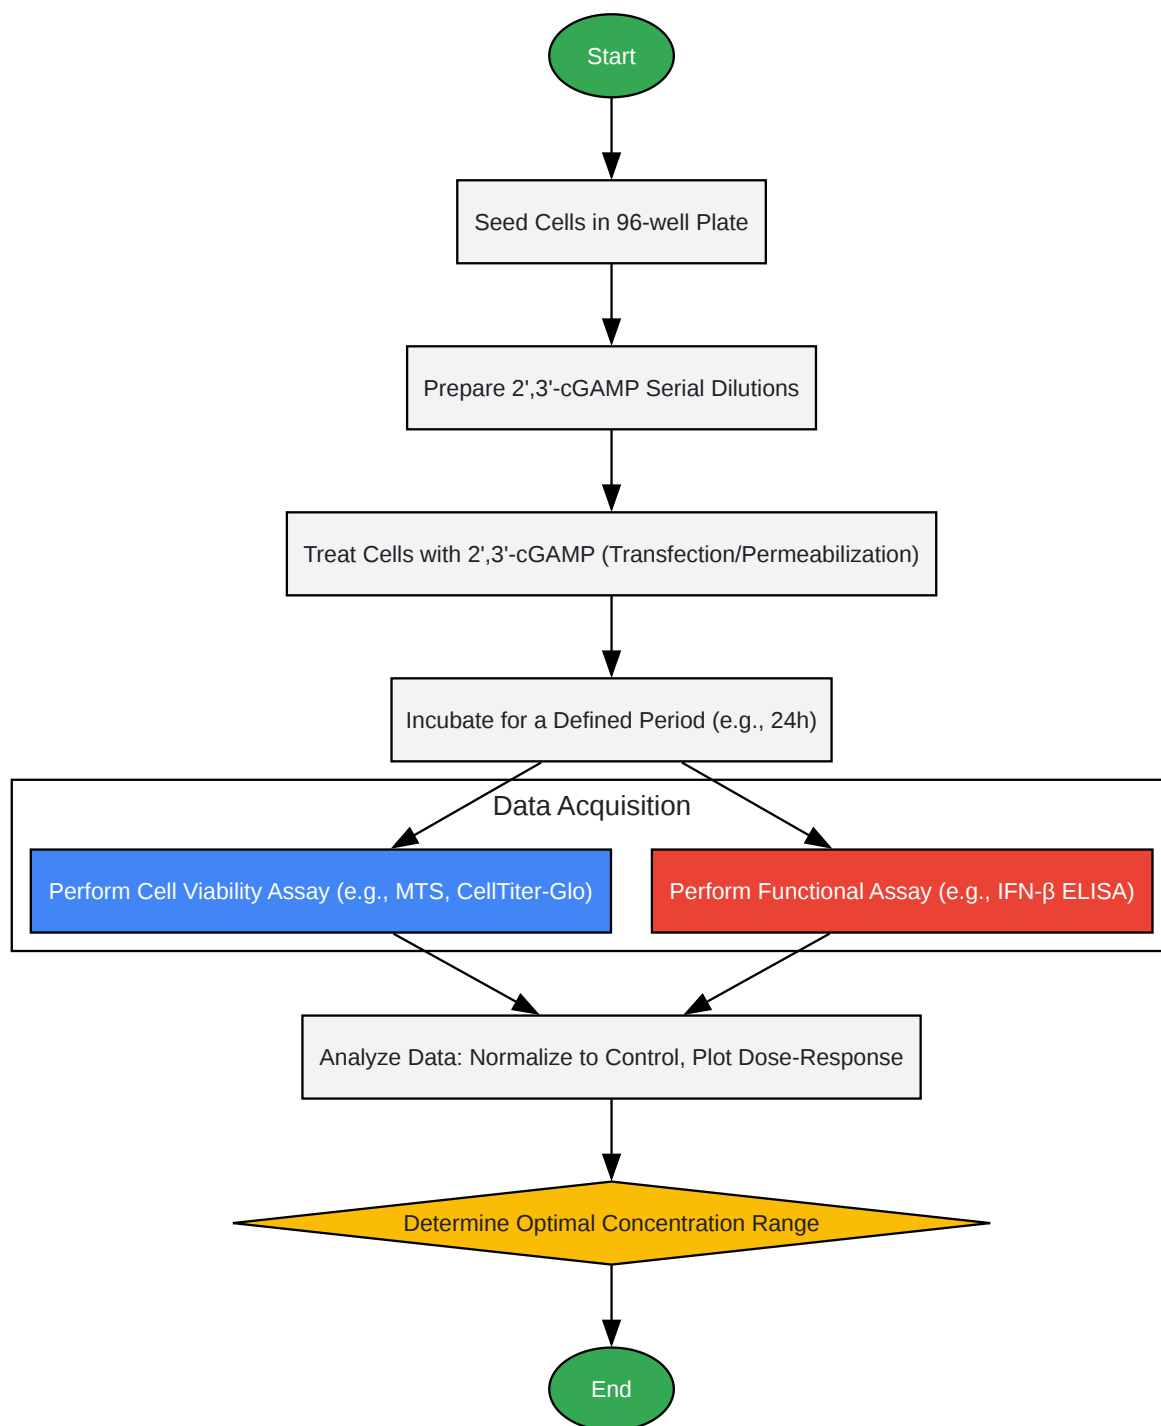 Start
Seed Cells in 96-well Plate
Prepare 2',3'-cGAMP Serial Dilutions
Treat Cells with 2',3'-cGAMP (Transfection/Permeabilization)
Incubate for a Defined Period (e.g., 24h)
Data Acquisition
Perform Cell Viability Assay (e.g., MTS, CellTiter-Glo)
Perform Functional Assay (e.g., IFN-β ELISA)
Analyze Data: Normalize to Control, Plot Dose-Response
Determine Optimal Concentration Range
End